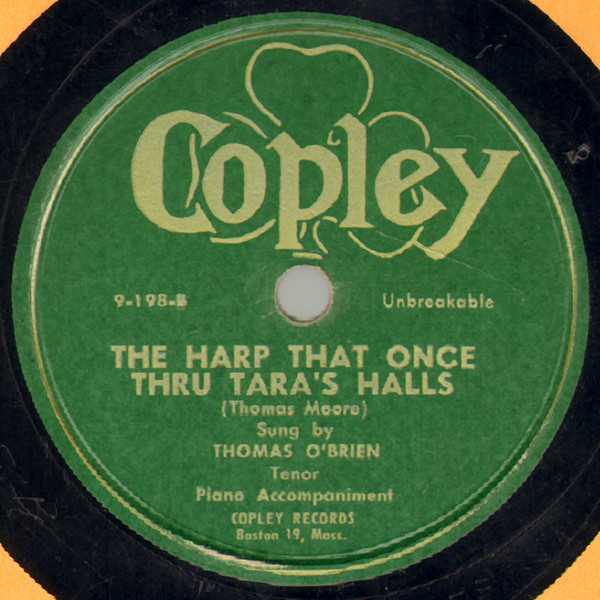 Copley
9-198-B Unbreakable
THE HARP THAT ONCE
THRU TARA'S HALLS
(Thomas Moore)
Sung by
THOMAS O'BRIEN
Tenor
Piano Accompaniment
COPLEY RECORDS
Boston 19, Mass.